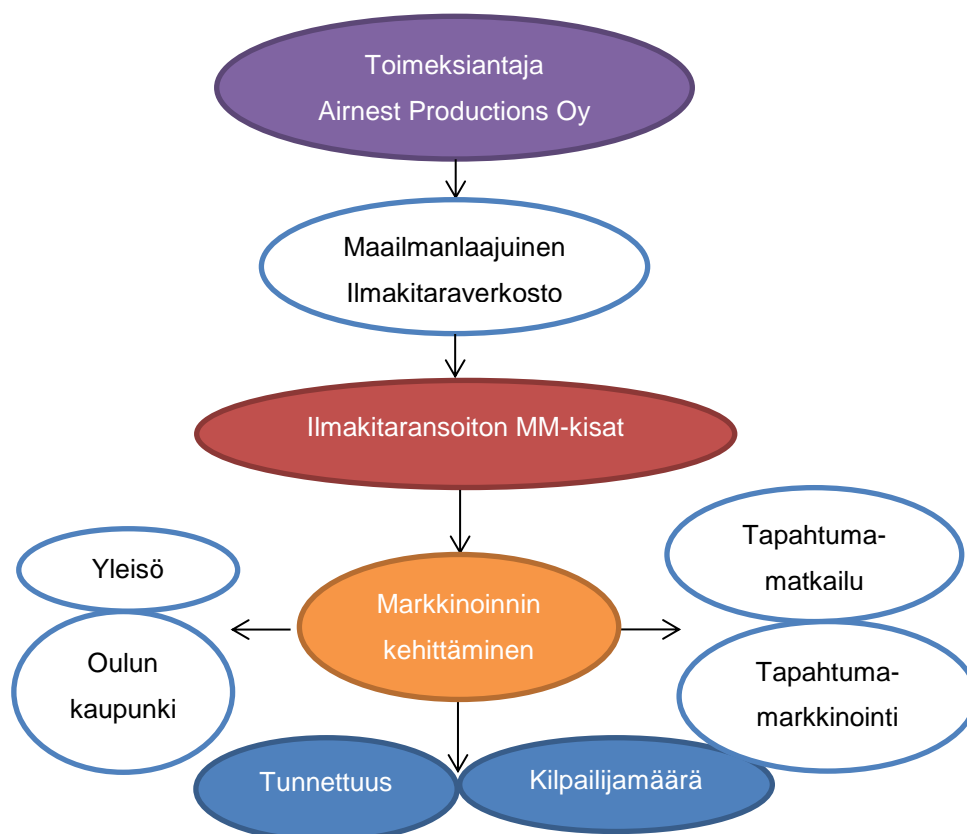 Toimeksiantaja
Airnest Productions Oy
Maailmanlaajuinen
Ilmakitaraverkosto
Ilmakitaransoiton MM-kisat
Yleisö
Oulun
kaupunki
Markkinoinnin
kehittäminen
Tapahtuma-
matkailu
Tapahtuma-
markkinointi
Tunnettuus
Kilpailijamäärä